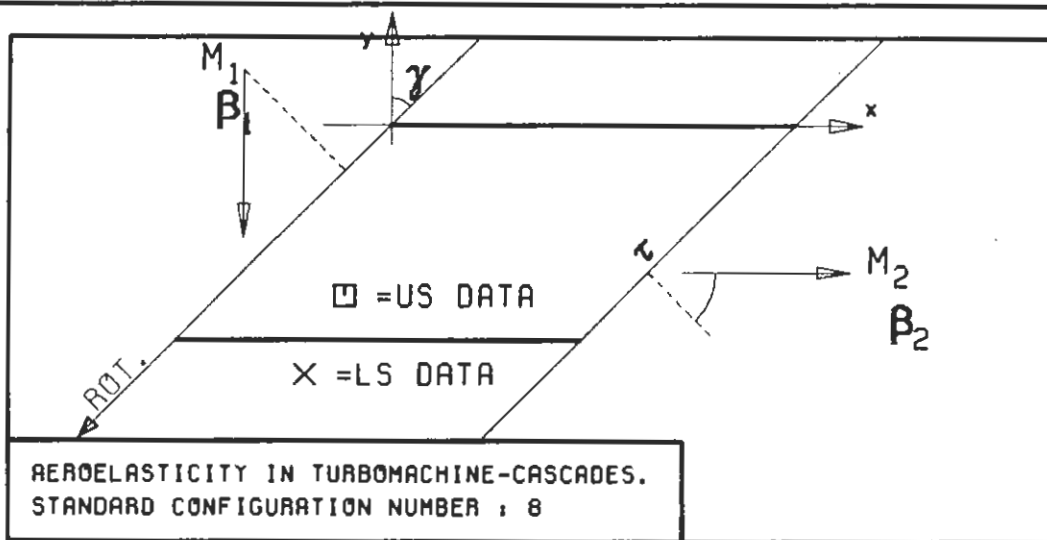 y
M₁
γ
β₁
x
τ
M₂
β₂
□ =US DATA
× =LS DATA
ROT.
AEROELASTICITY IN TURBOMACHINE-CASCADES.
STANDARD CONFIGURATION NUMBER : 8